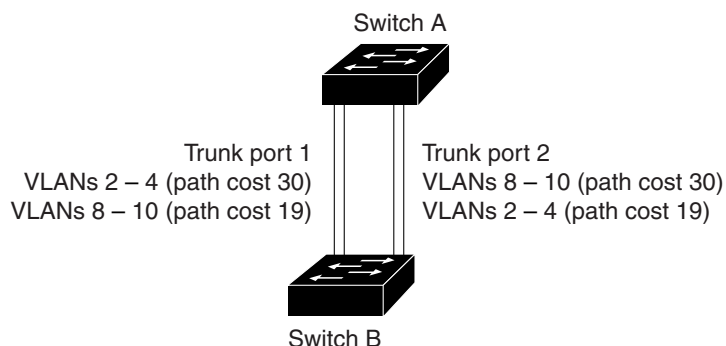 Switch A
Trunk port 1
VLANs 2 – 4 (path cost 30)
VLANs 8 – 10 (path cost 19)
Trunk port 2
VLANs 8 – 10 (path cost 30)
VLANs 2 – 4 (path cost 19)
Switch B